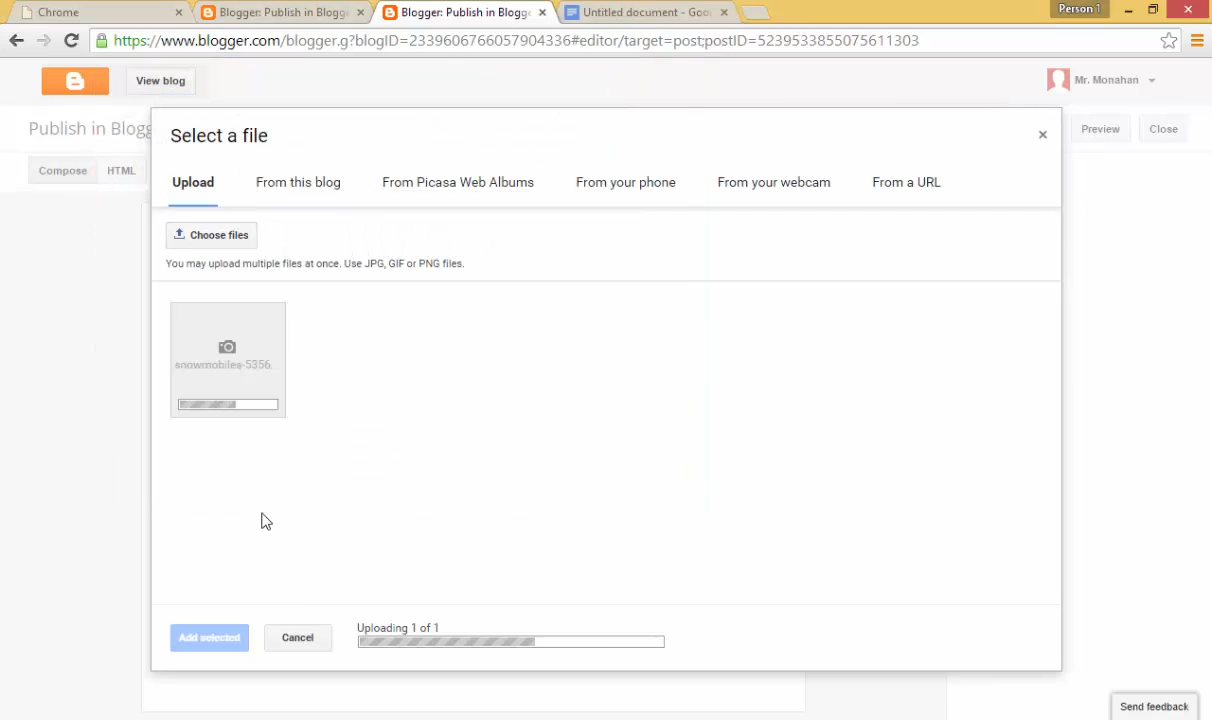 Chrome
Blogger: Publish in Blogg
Blogger: Publish in Blogge
Untitled document - Goo
Person 1
https://www.blogger.com/blogger.g?blogID=2339606766057904336#editor/target=post;postID=5239533855075611303
View blog
Mr. Monahan
Publish in Blogg
Preview
Close
Compose
HTML
Select a file
Upload
From this blog
From Picasa Web Albums
From your phone
From your webcam
From a URL
Choose files
You may upload multiple files at once. Use JPG, GIF or PNG files.
snowmobiles-5356.
Add selected
Cancel
Uploading 1 of 1
Send feedback